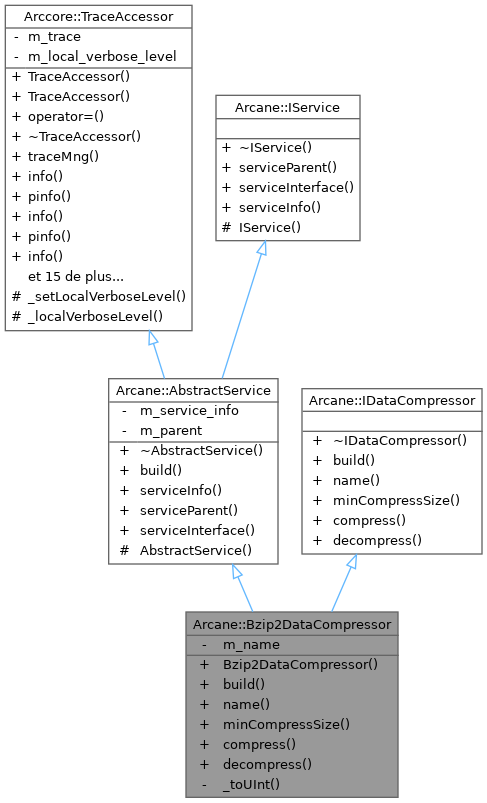 Arccore::TraceAccessor
- m_trace
- m_local_verbose_level
+ TraceAccessor()
+ TraceAccessor()
+ operator=()
+ ~TraceAccessor()
+ traceMng()
+ info()
+ pinfo()
+ info()
+ pinfo()
+ info()
et 15 de plus...
# _setLocalVerboseLevel()
# _localVerboseLevel()
Arcane::IService
+ ~IService()
+ serviceParent()
+ serviceInterface()
+ serviceInfo()
# IService()
Arcane::AbstractService
- m_service_info
- m_parent
+ ~AbstractService()
+ build()
+ serviceInfo()
+ serviceParent()
+ serviceInterface()
# AbstractService()
Arcane::IDataCompressor
+ ~IDataCompressor()
+ build()
+ name()
+ minCompressSize()
+ compress()
+ decompress()
Arcane::Bzip2DataCompressor
- m_name
+ Bzip2DataCompressor()
+ build()
+ name()
+ minCompressSize()
+ compress()
+ decompress()
- _toUInt()